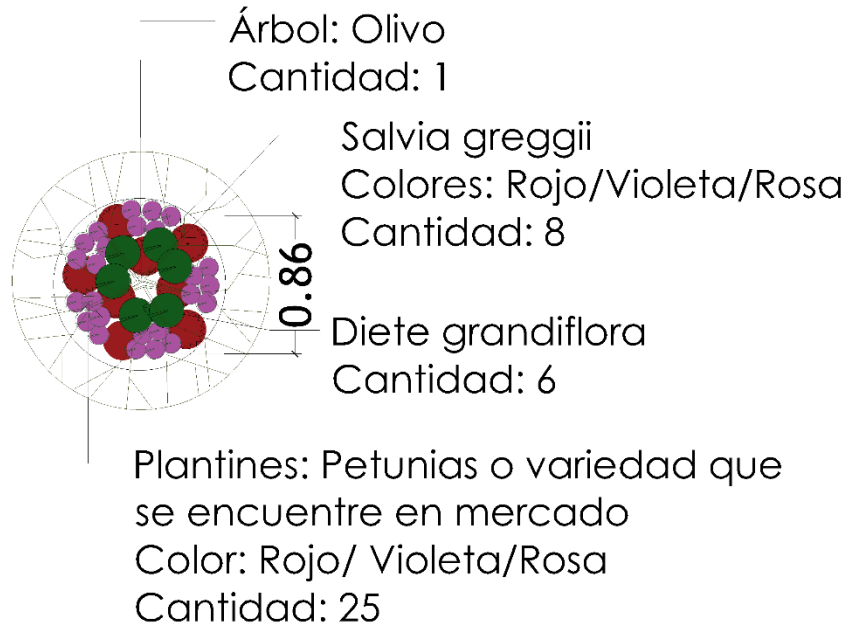 Árbol: Olivo
Cantidad: 1
Salvia greggii
Colores: Rojo/Violeta/Rosa
Cantidad: 8
0.86
Diete grandiflora
Cantidad: 6
Plantines: Petunias o variedad que
se encuentre en mercado
Color: Rojo/ Violeta/Rosa
Cantidad: 25